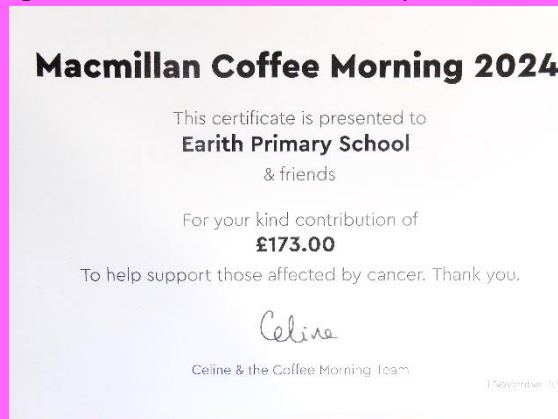 Macmillan Coffee Morning 2024
This certificate is presented to
Earith Primary School
& friends
For your kind contribution of
£173.00
To help support those affected by cancer. Thank you.
Celine
Celine & the Coffee Morning Team
November